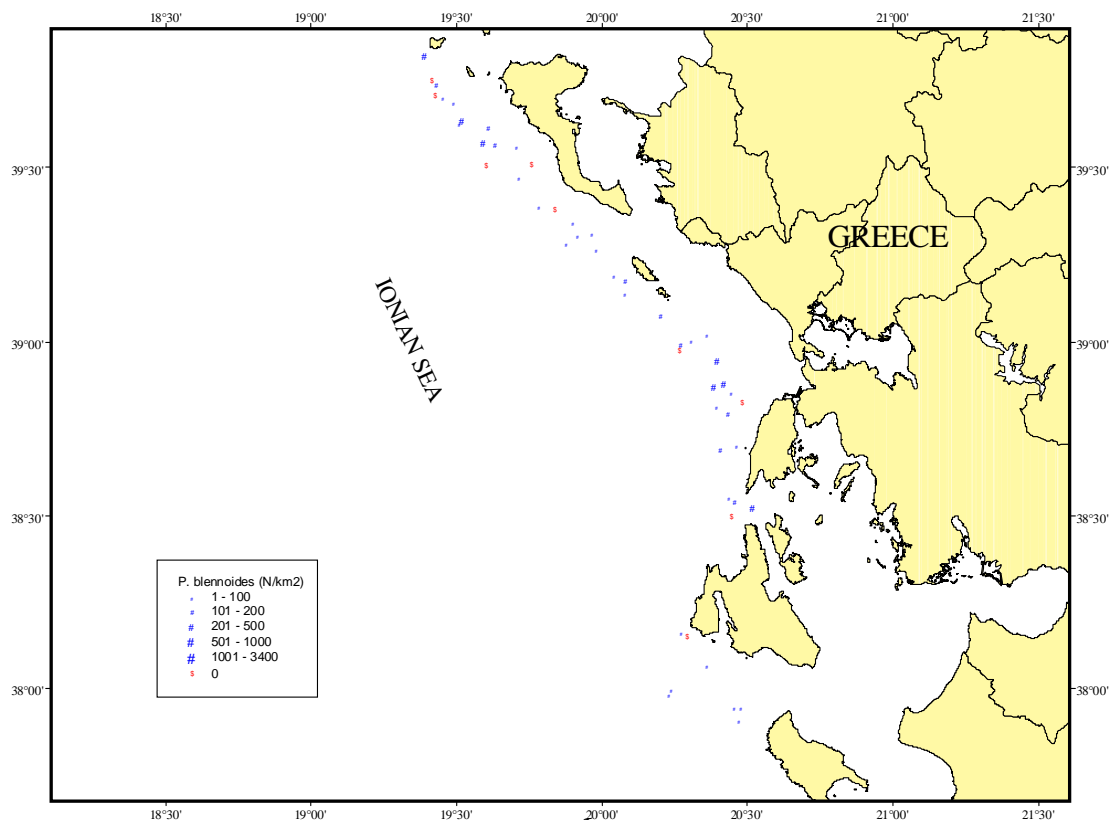 18°30' 19°00' 19°30' 20°00' 20°30' 21°00' 21°30'
39°30' 39°30'
GREECE
IONIAN SEA
39°00' 39°00'
38°30' 38°30'
P. blennoides (N/km2)
# 1 - 100
# 101 - 200
# 201 - 500
# 501 - 1000
# 1001 - 3400
$ 0
38°00' 38°00'
18°30' 19°00' 19°30' 20°00' 20°30' 21°00' 21°30'